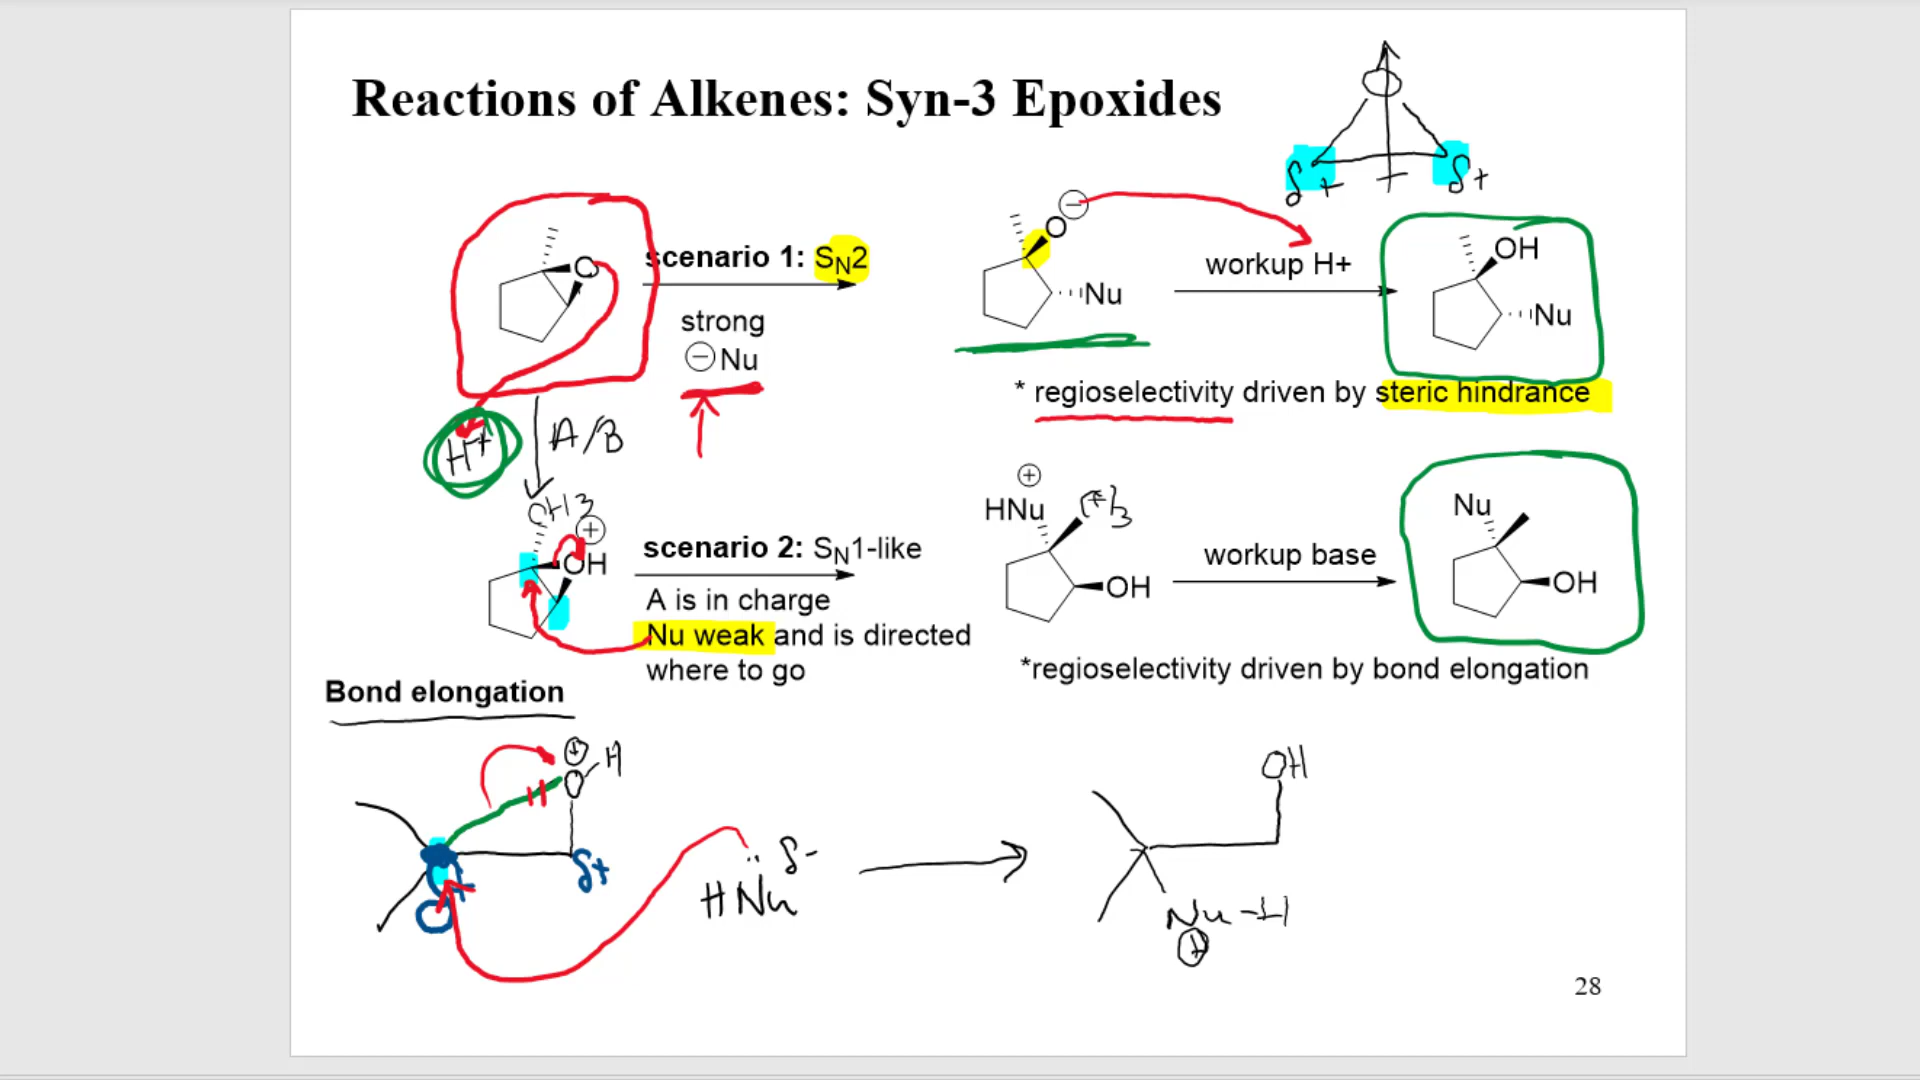 Reactions of Alkenes: Syn-3 Epoxides
O
δ+ δ+
O
scenario 1: SN2
strong
⊖Nu
O⊖
Nu
workup H+
OH
Nu
* regioselectivity driven by steric hindrance
H+
A/B
CH3
⊕
OH
scenario 2: SN1-like
A is in charge
Nu weak and is directed
where to go
⊕
HNu
OH
workup base
Nu
OH
*regioselectivity driven by bond elongation
Bond elongation
⊕
O H
δ+
δ-
HNu
OH
Nu-H
⊕
28